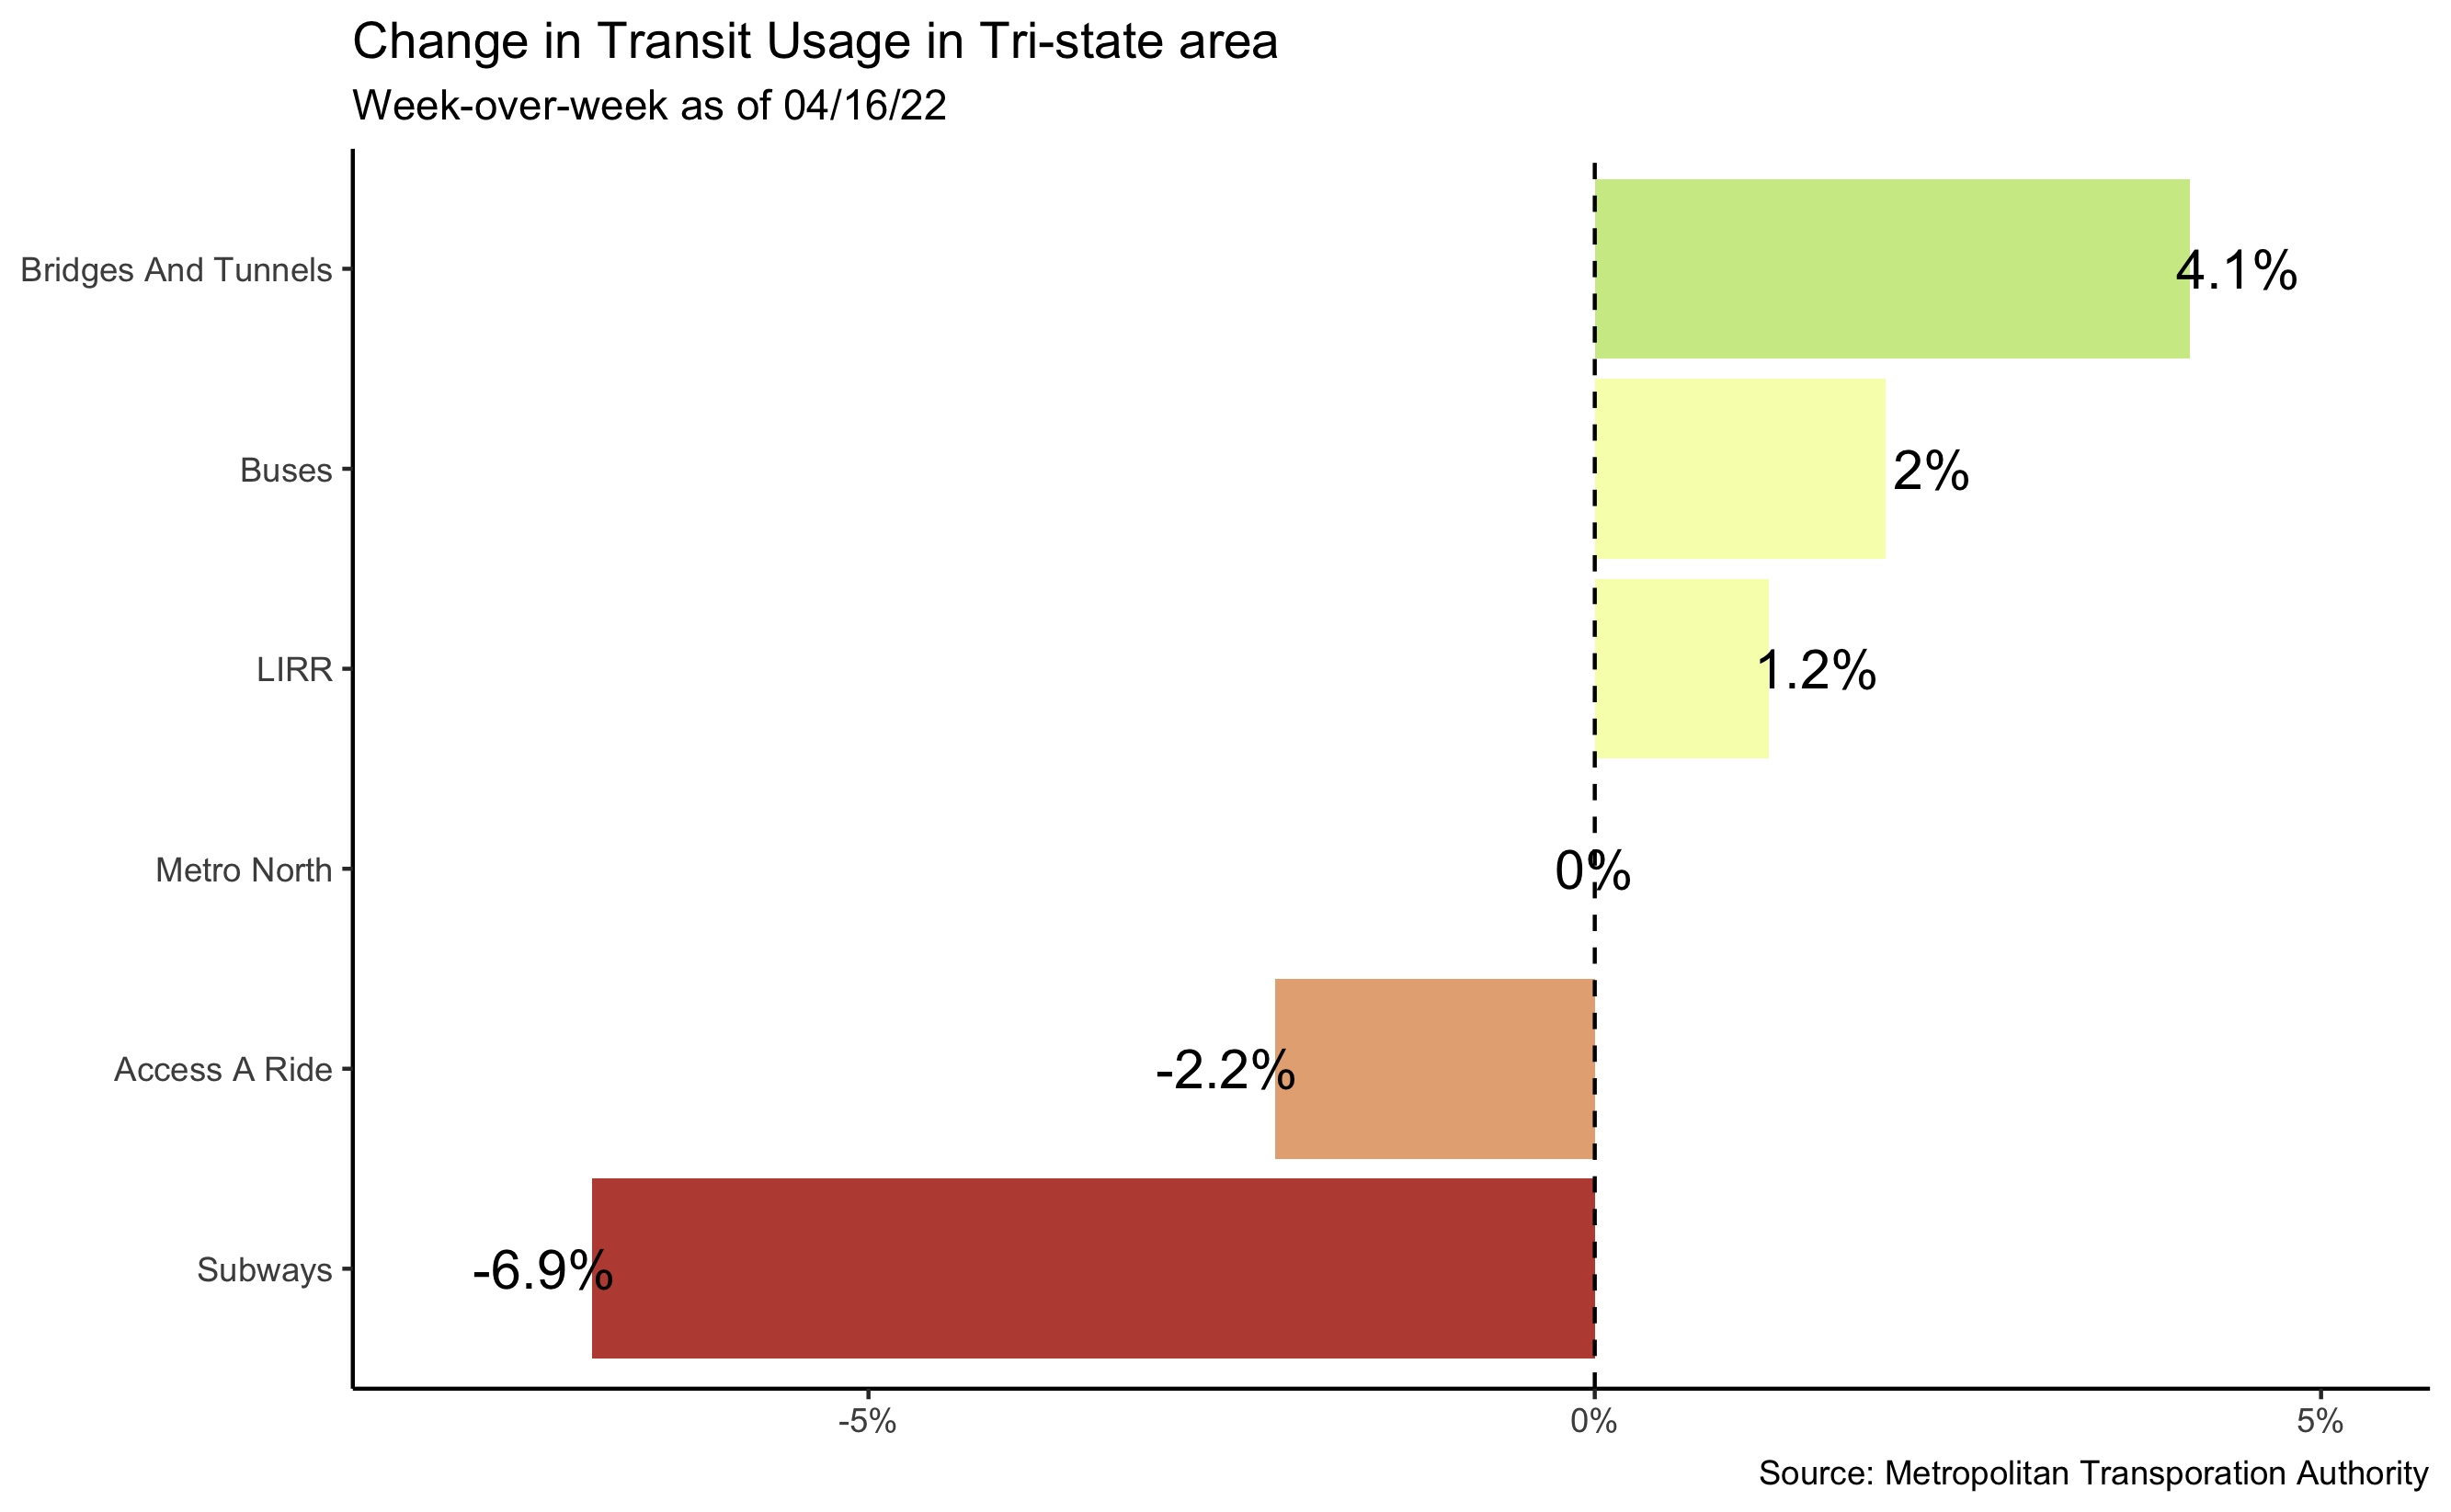 Change in Transit Usage in Tri-state area
Week-over-week as of 04/16/22
Bridges And Tunnels
4.1%
Buses
2%
LIRR
1.2%
Metro North
0%
Access A Ride
-2.2%
Subways
-6.9%
-5%
0%
5%
Source: Metropolitan Transporation Authority